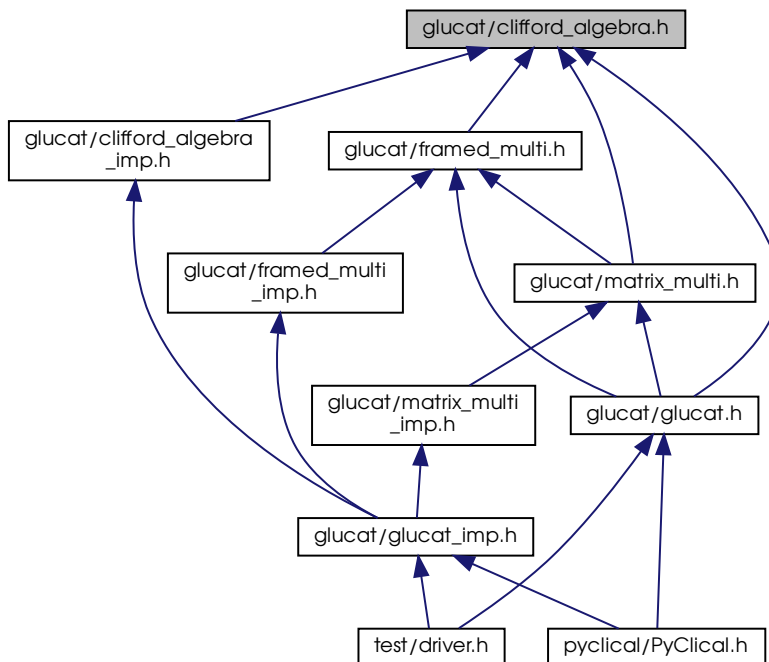 glucat/clifford_algebra.h
glucat/clifford_algebra
_imp.h
glucat/framed_multi.h
glucat/framed_multi
_imp.h
glucat/matrix_multi.h
glucat/matrix_multi
_imp.h
glucat/glucat.h
glucat/glucat_imp.h
test/driver.h
pyclical/PyClical.h